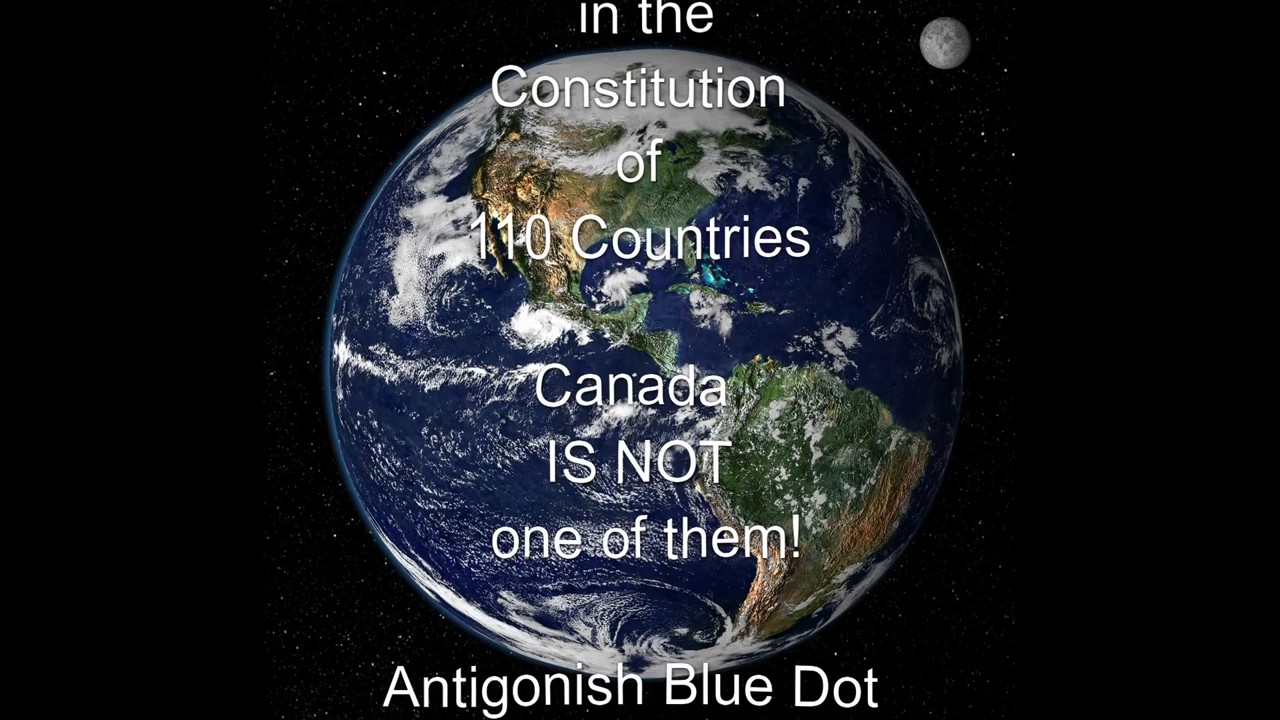 in the
Constitution
of
110 Countries
Canada
IS NOT
one of them!
Antigonish Blue Dot